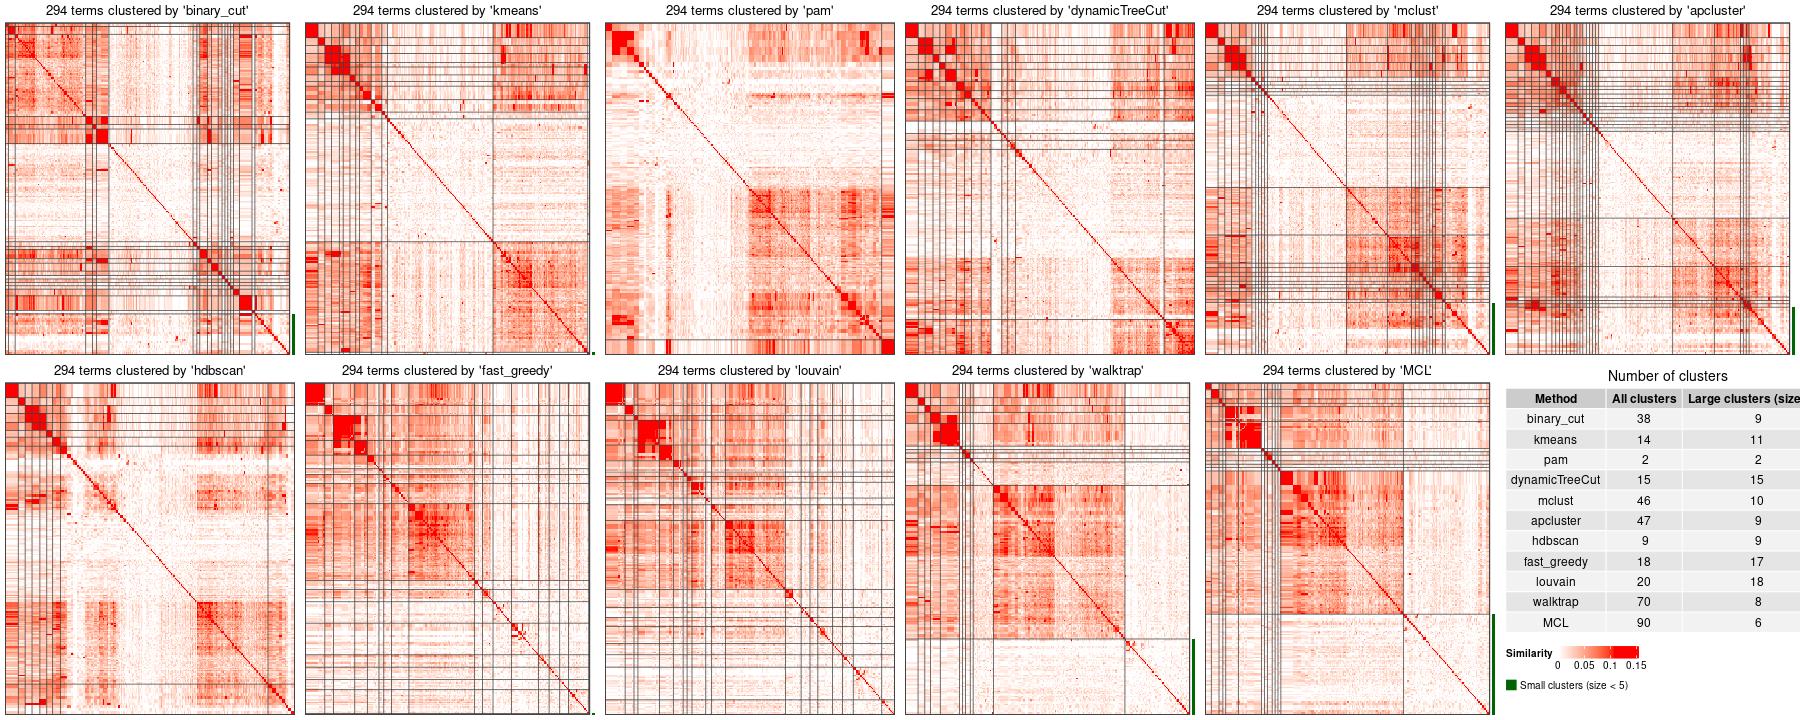 294 terms clustered by 'binary_cut'
294 terms clustered by 'kmeans'
294 terms clustered by 'pam'
294 terms clustered by 'dynamicTreeCut'
294 terms clustered by 'mclust'
294 terms clustered by 'apcluster'
294 terms clustered by 'hdbscan'
294 terms clustered by 'fast_greedy'
294 terms clustered by 'louvain'
294 terms clustered by 'walktrap'
294 terms clustered by 'MCL'
Number of clusters
Method All clusters Large clusters (size
binary_cut 38 9
kmeans 14 11
pam 2 2
dynamicTreeCut 15 15
mclust 46 10
apcluster 47 9
hdbscan 9 9
fast_greedy 18 17
louvain 20 18
walktrap 70 8
MCL 90 6
Similarity
0 0.05 0.1 0.15
Small clusters (size < 5)